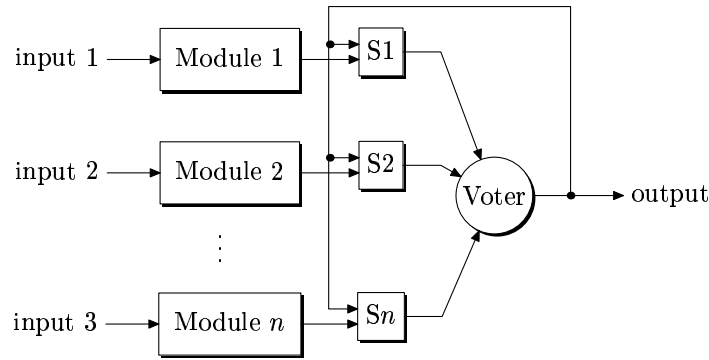 input 1
Module 1
S1
input 2
Module 2
S2
Voter
output
input 3
Module n
Sn